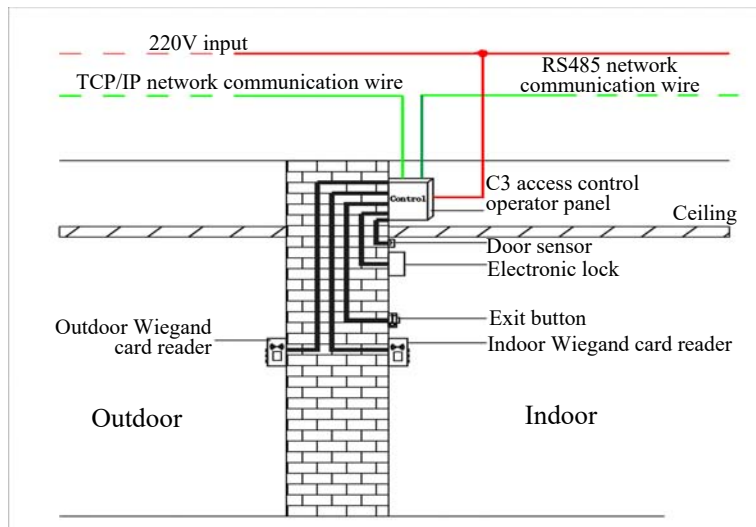 220V input
TCP/IP network communication wire
RS485 network
communication wire
Control
C3 access control
operator panel
Ceiling
Door sensor
Electronic lock
Exit button
Outdoor Wiegand
card reader
Indoor Wiegand card reader
Outdoor
Indoor